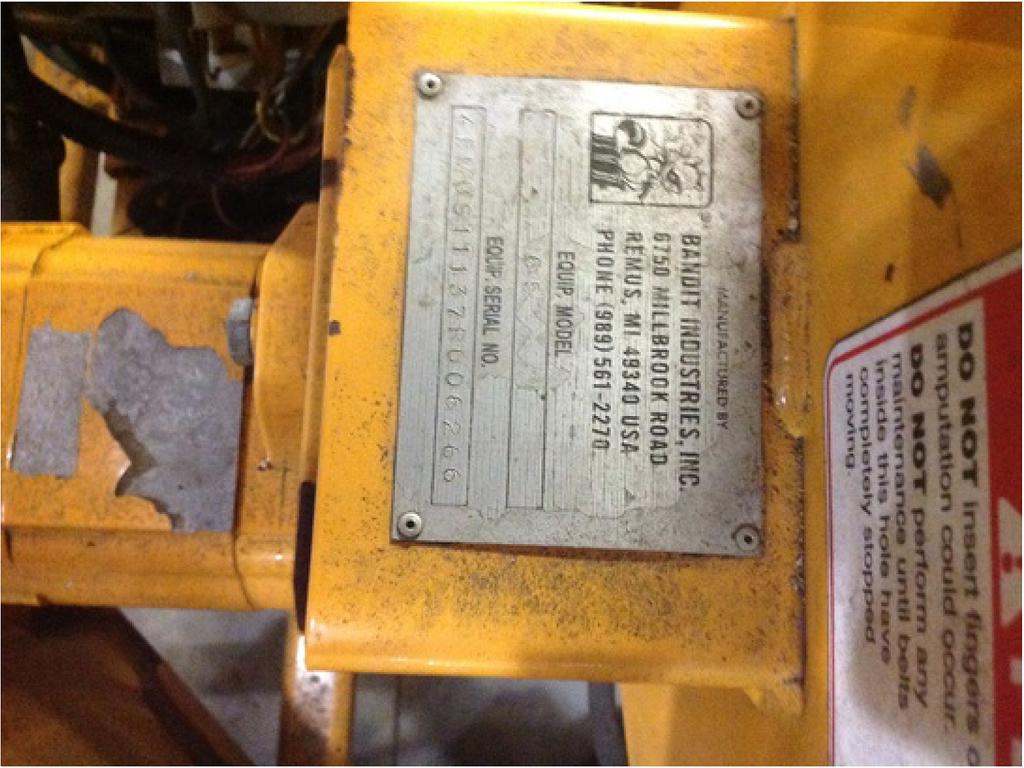 MANUFACTURED BY
BANDIT INDUSTRIES, INC.
6750 MILLBROOK ROAD
REMUS, MI 49340 USA
PHONE (989) 561-2270
EQUIP. MODEL
EQUIP. SERIAL NO.
DO NOT insert fingers
amputation could occur.
DO NOT perform any
maintenance until belts
inside this hole have
completely stopped
moving.